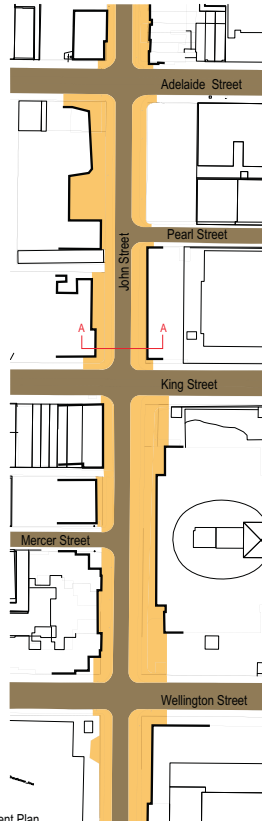 Adelaide Street
Pearl Street
John Street
A A
King Street
Mercer Street
Wellington Street
ent Plan